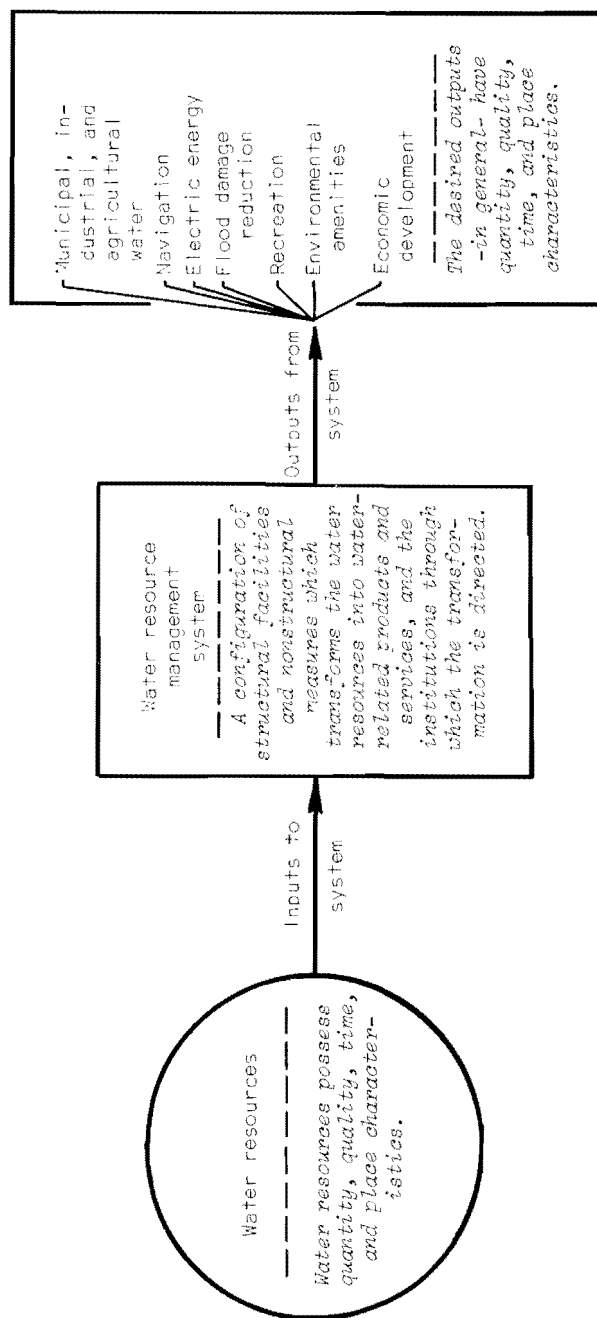 Water resources
Water resources possess
quantity, quality, time,
and place character-
istics.
Inputs to
system
Water resource
management
system
A configuration of
structural facilities
and nonstructural
measures which
transforms the water
resources into water-
related products and
services, and the
institutions through
which the transfor-
mation is directed.
Outputs from
system
Municipal, in-
dustrial, and
agricultural
water
Navigation
Electric energy
Flood damage
reduction
Recreation
Environmental
amenities
Economic
development
The desired outputs
-in general- have
quantity, quality,
time, and place
characteristics.